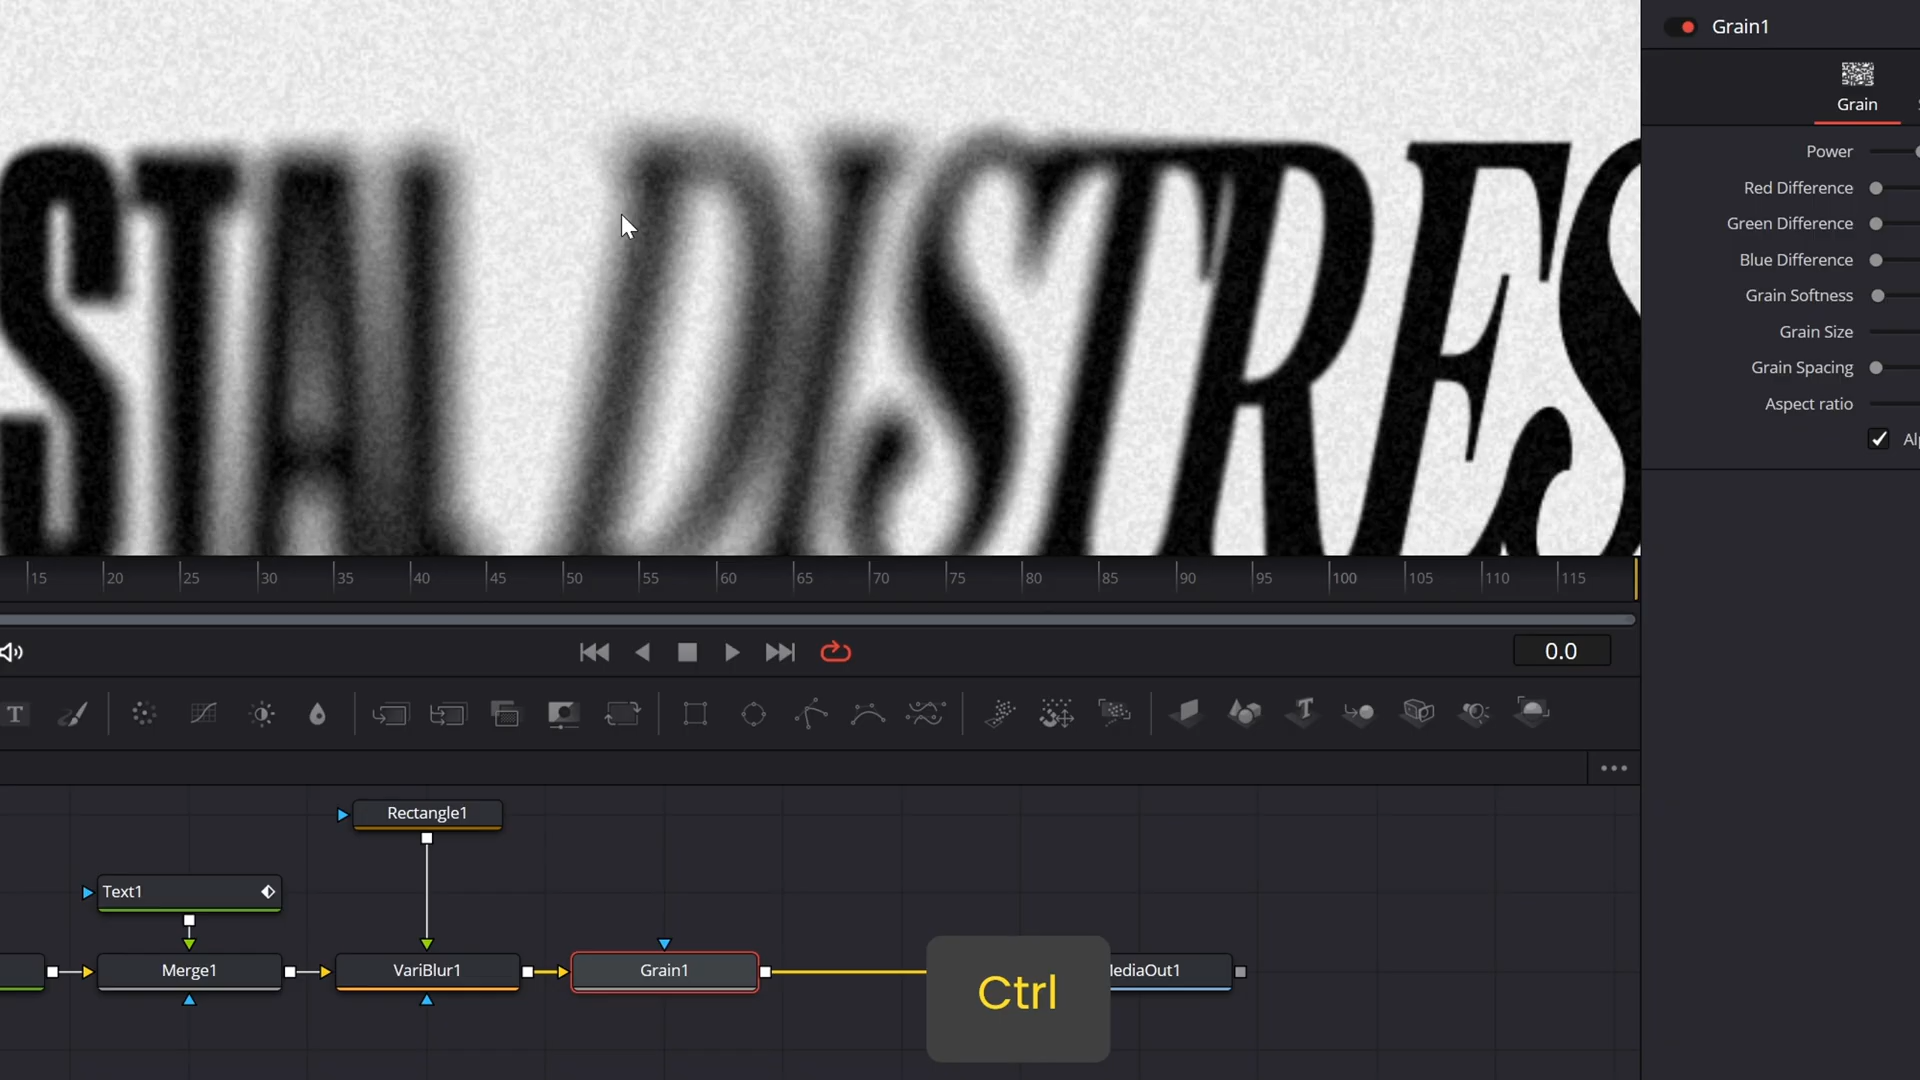 Grain1
Grain
STAL DISTRES
Power
Red Difference
Green Difference
Blue Difference
Grain Softness
Grain Size
Grain Spacing
Aspect ratio
Al
15 20 25 30 35 40 45 50 55 60 65 70 75 80 85 90 95 100 105 110 115
0.0
T
T
Rectangle1
Text1
Merge1
VariBlur1
Grain1
ediaOut1
Ctrl